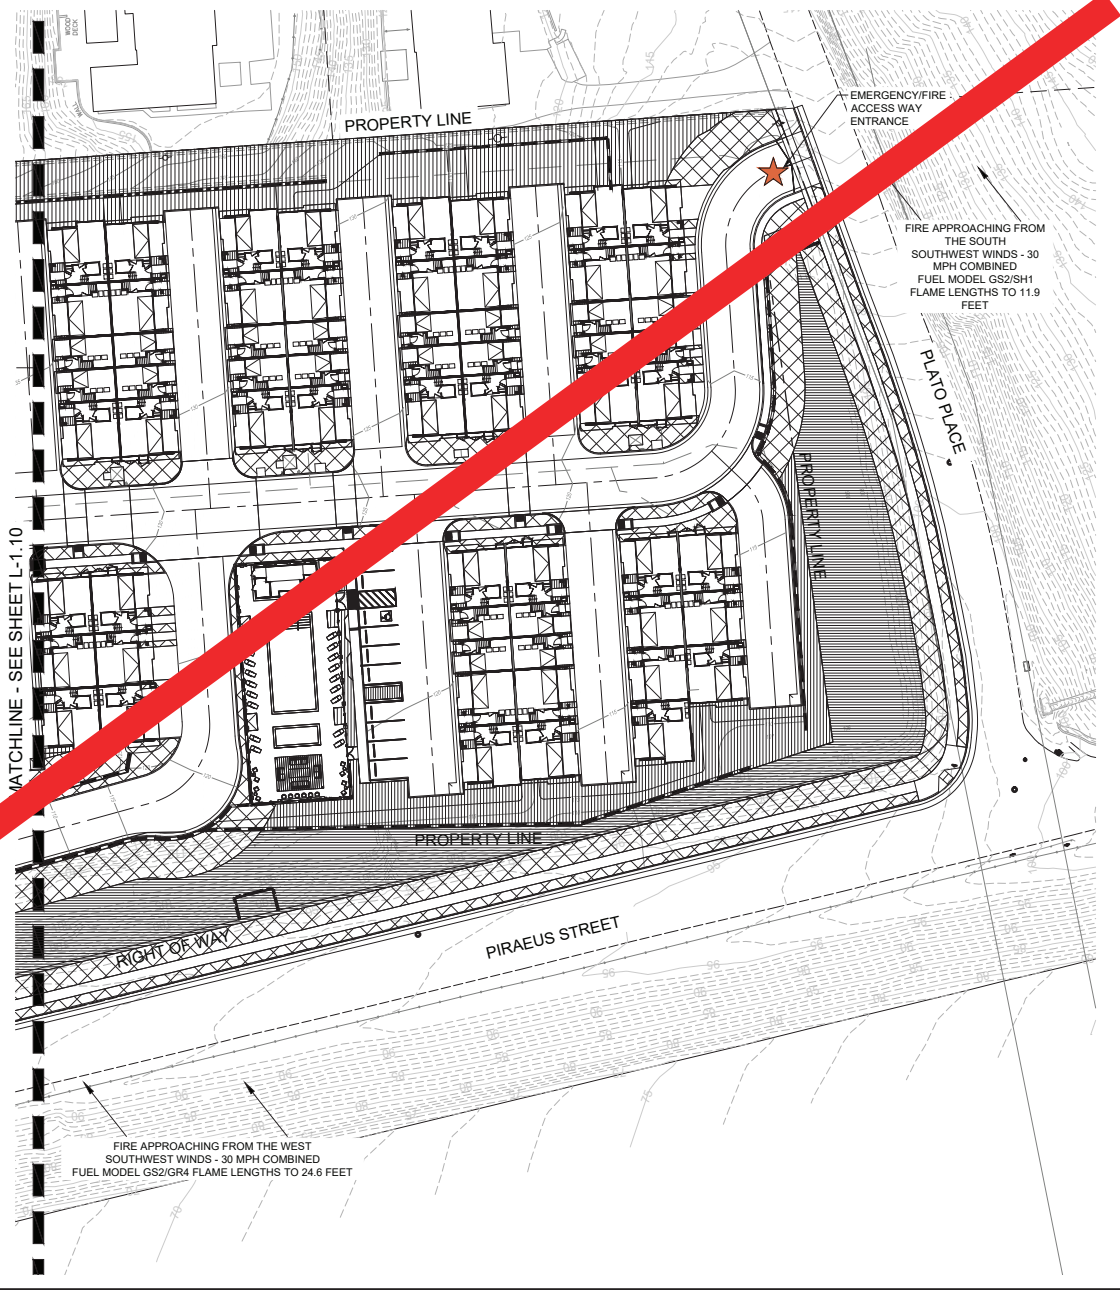 WOOD
DECK
WALL
PROPERTY LINE
EMERGENCY/FIRE
ACCESS WAY
ENTRANCE
FIRE APPROACHING FROM
THE SOUTH
SOUTHWEST WINDS - 30
MPH COMBINED
FUEL MODEL GS2/SH1
FLAME LENGTHS TO 11.9
FEET
PLATO PLACE
PROPERTY LINE
MATCHLINE - SEE SHEET L-1.10
PROPERTY LINE
RIGHT OF WAY
PIRAEUS STREET
FIRE APPROACHING FROM THE WEST
SOUTHWEST WINDS - 30 MPH COMBINED
FUEL MODEL GS2/GR4 FLAME LENGTHS TO 24.6 FEET